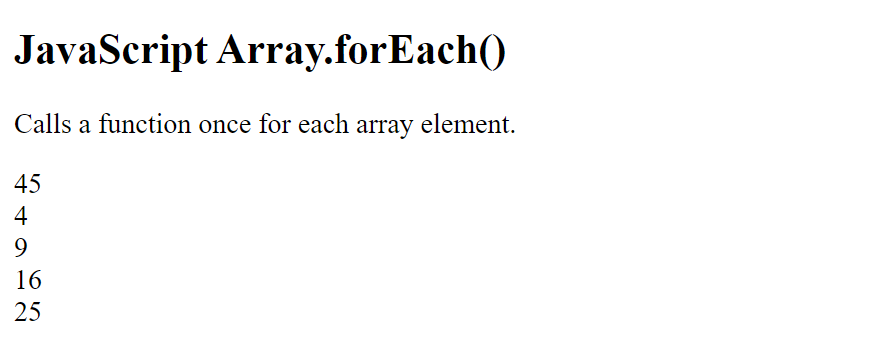 JavaScript Array.forEach()
Calls a function once for each array element.
45
4
9
16
25